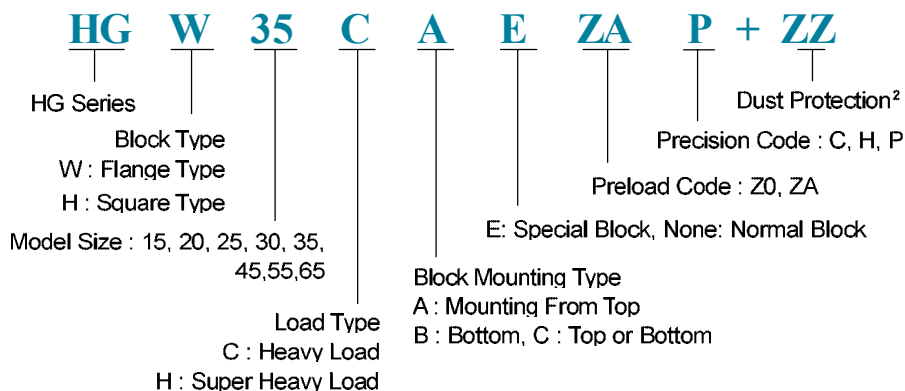 HG W 35 C A E ZA P + ZZ
HG Series
Block Type
W : Flange Type
H : Square Type
Model Size : 15, 20, 25, 30, 35,
45,55,65
Load Type
C : Heavy Load
H : Super Heavy Load
Block Mounting Type
A : Mounting From Top
B : Bottom, C : Top or Bottom
E: Special Block, None: Normal Block
Preload Code : Z0, ZA
Precision Code : C, H, P
Dust Protection²